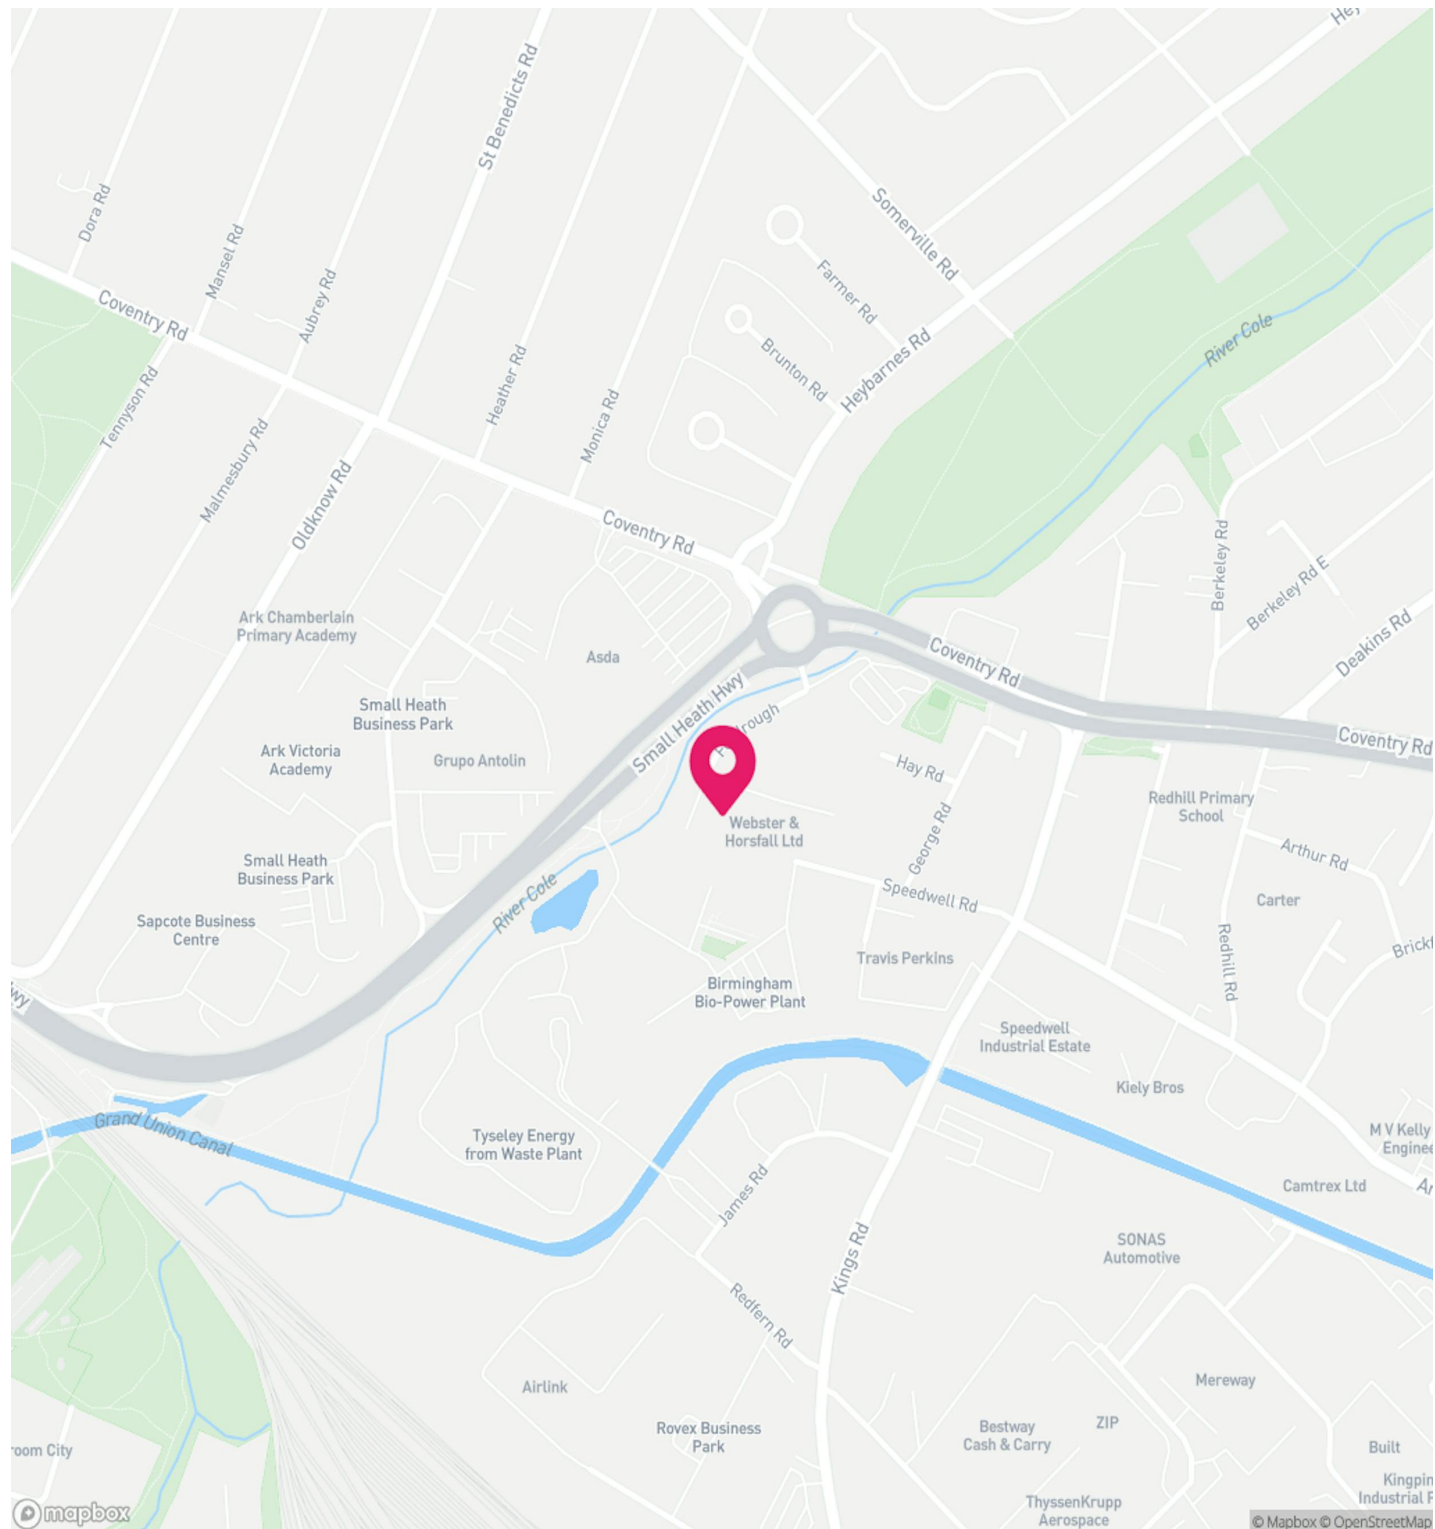 St Benedicts Rd
Dora Rd
Mansel Rd
Aubrey Rd
Somerville Rd
Farmer Rd
Coventry Rd
River Cole
Tennyson Rd
Heather Rd
Brunton Rd
Heybarnes Rd
Malmesbury Rd
Monica Rd
Oldknow Rd
Coventry Rd
Berkeley Rd
Berkeley Rd E
Ark Chamberlain
Primary Academy
Asda
Coventry Rd
Deakins Rd
Small Heath Hwy
Small Heath
Business Park
Ark Victoria
Academy
Grupo Antolin
Hay Rd
Coventry Rd
Redhill Primary
School
Webster &
Horsfall Ltd
George Rd
Arthur Rd
Small Heath
Business Park
River Cole
Speedwell Rd
Carter
Sapcote Business
Centre
Redhill Rd
Travis Perkins
Birmingham
Bio-Power Plant
Speedwell
Industrial Estate
Kiely Bros
Grand Union Canal
Tyseley Energy
from Waste Plant
M V Kelly
Enginee
James Rd
Camtrex Ltd
SONAS
Automotive
Kings Rd
Redfern Rd
Airlink
Mereway
Rovex Business
Park
Bestway
Cash & Carry
ZIP
room City
Built
Kingpin
Industrial P
ThyssenKrupp
Aerospace
mapbox
© Mapbox © OpenStreetMap